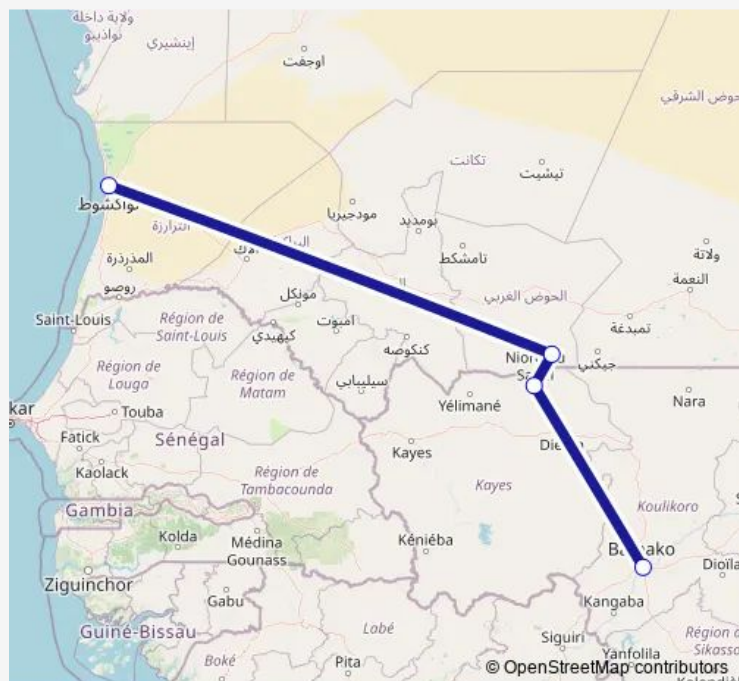 ولاية داخلة
نواذيبو
إينشيري
اوجفت
الحوض الشرقي
تكانت
تيشيت
نواكشوط
الترارزة
مودجيريا
بومديد
المذرذرة
تامشكط
ولاتة
روصو
النعمة
مونكل
الحوض الغربي
Saint-Louis
Région de
Saint-Louis
كيهيدي
امبوت
كنكوصه
تمبدغة
جيكني
Région de
Louga
Région de
Matam
سيليبابي
Yélimané
Nara
kar
Touba
Fatick
Sénégal
Kayes
Kaolack
Région de
Tambacounda
Kayes
Koulikoro
Gambia
Kolda
Médina
Gounass
Kéniéba
Dioïla
Ziguinchor
Gabu
Kangaba
Guiné-Bissau
Labé
Siguiri
Région d
Sikasso
Boké
Pita
Yanfolila
© OpenStreetMap contributors